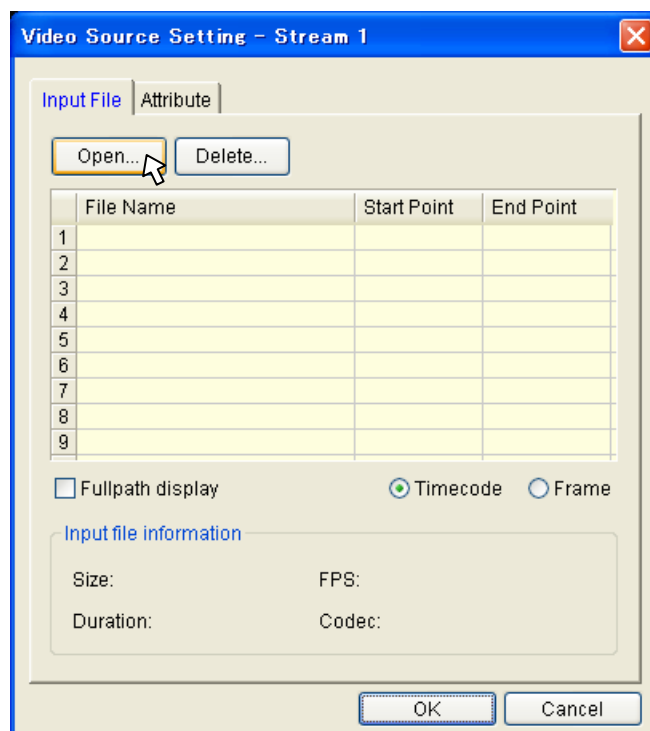 Video Source Setting - Stream 1
Input File Attribute
Open... Delete...
File Name Start Point End Point
1
2
3
4
5
6
7
8
9
Fullpath display Timecode Frame
Input file information
Size: FPS:
Duration: Codec:
OK Cancel